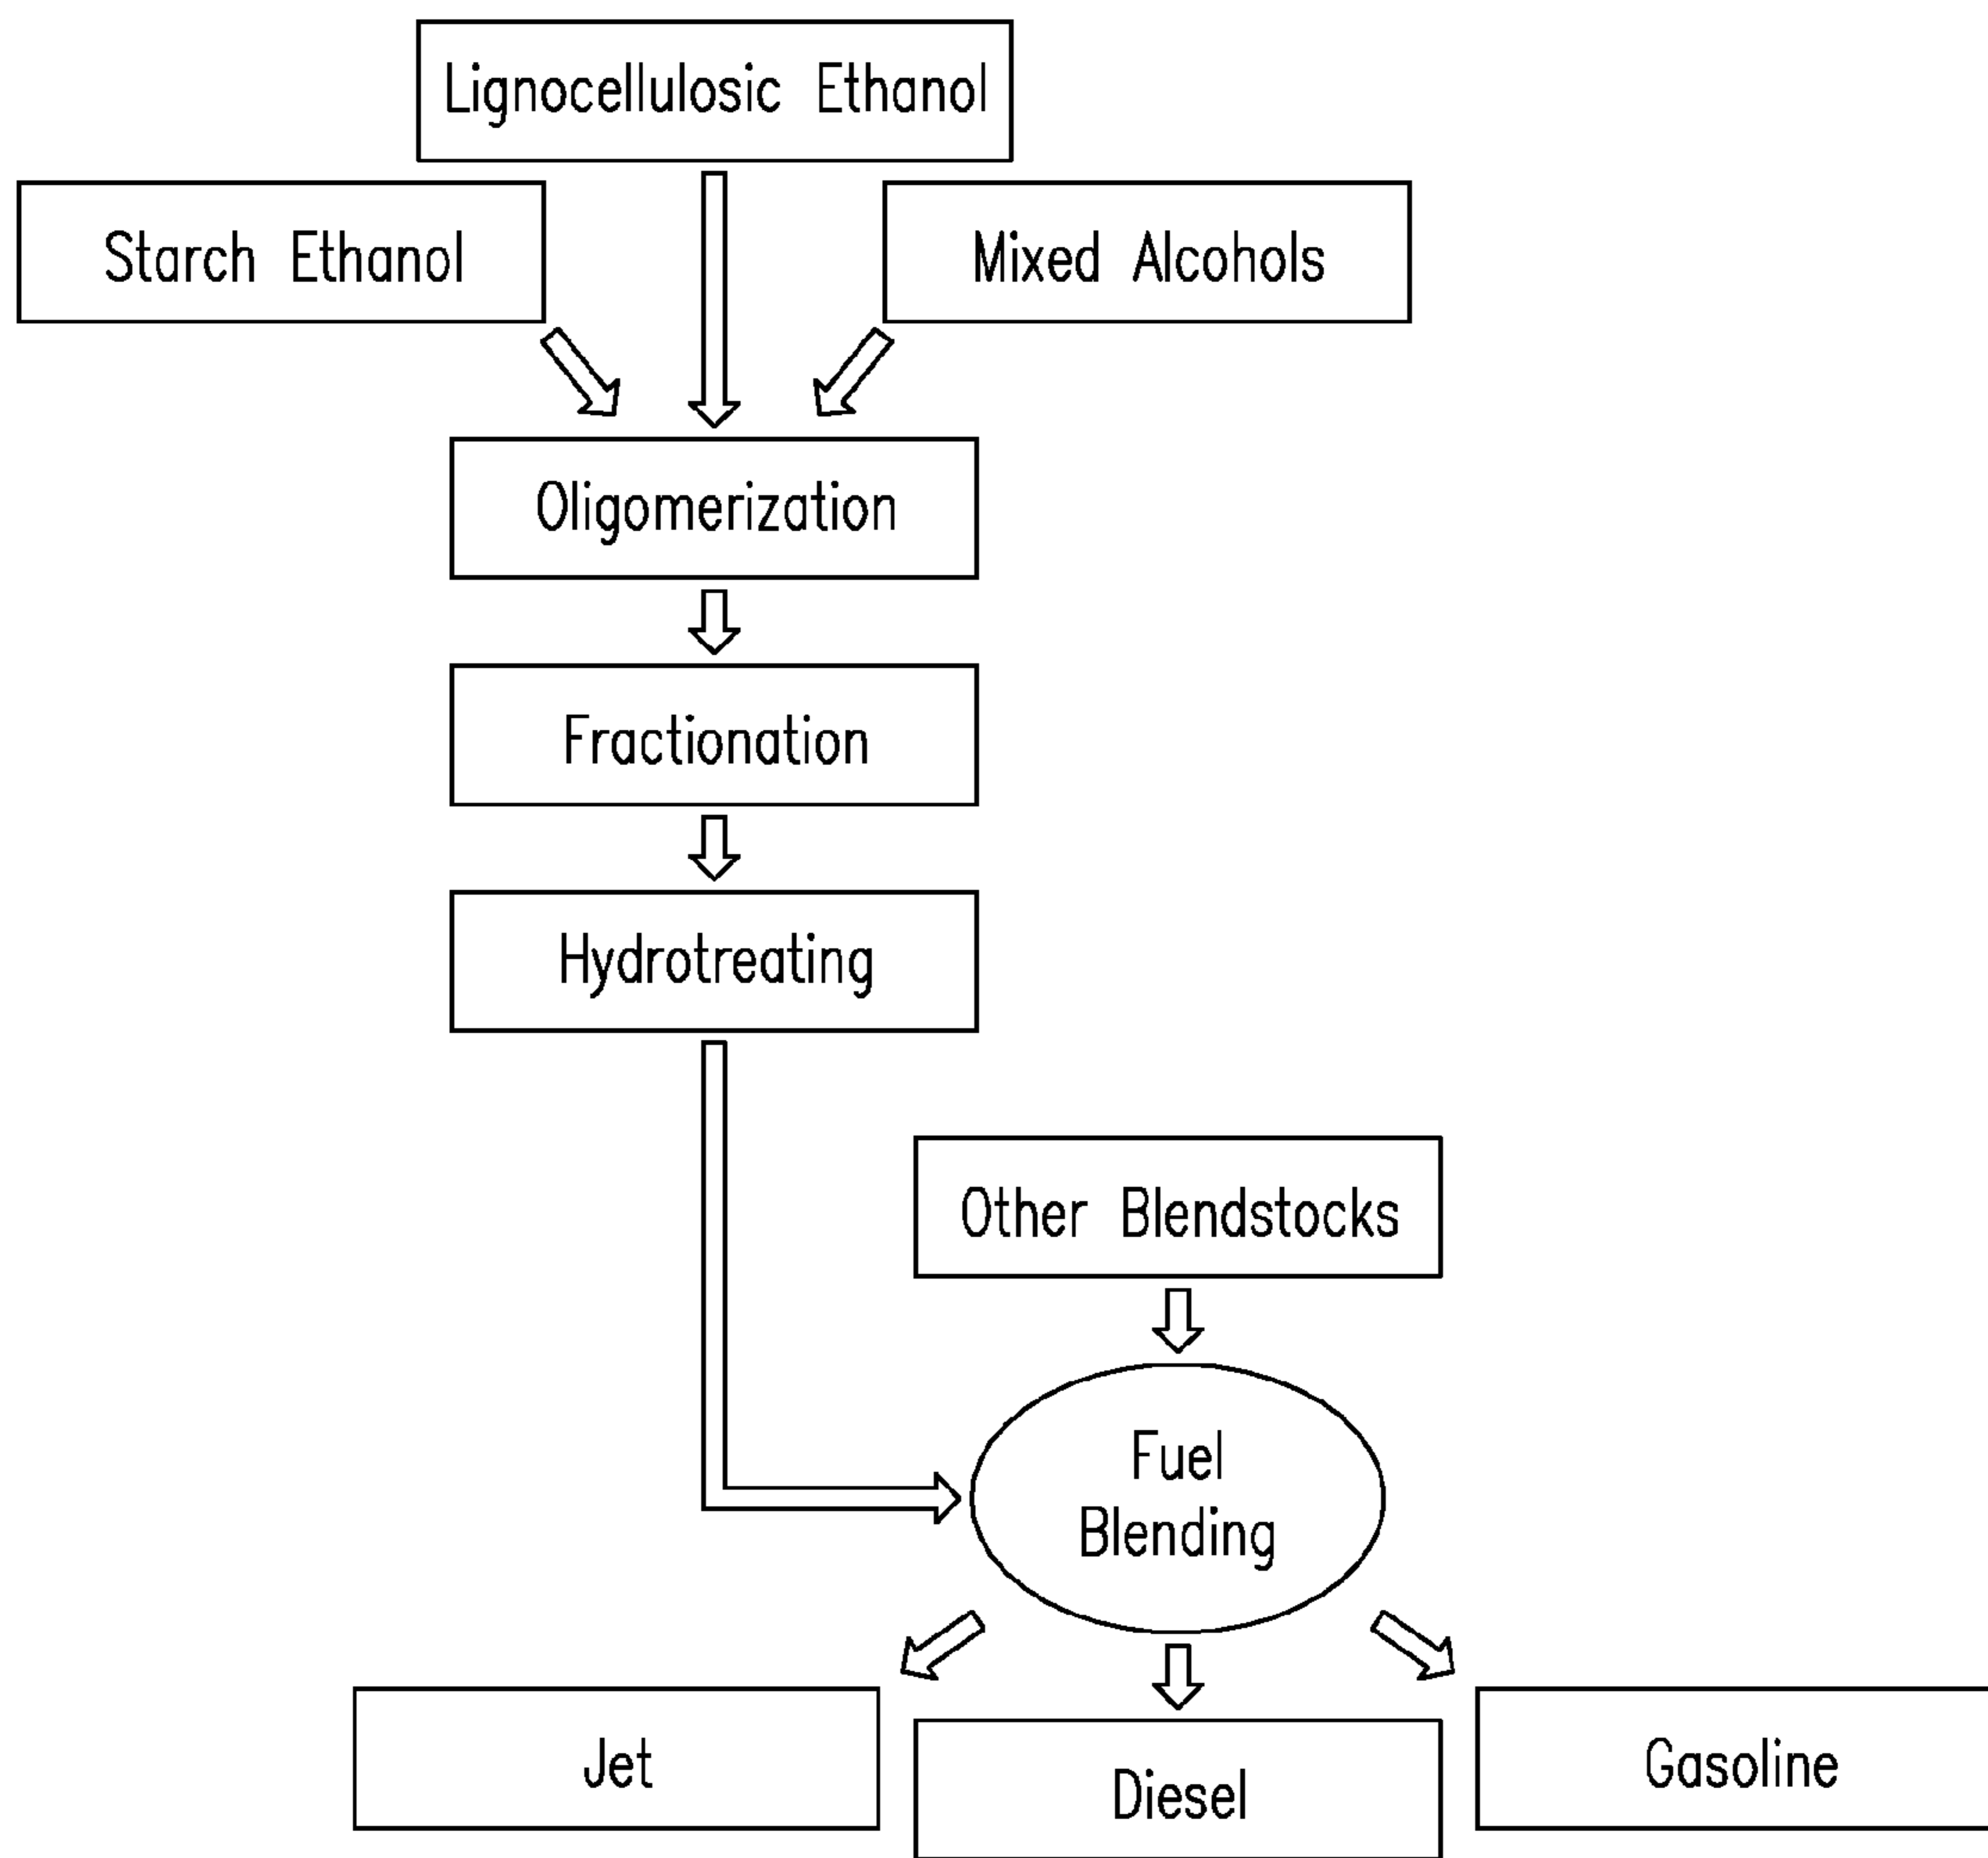 Lignocellulosic Ethanol
Starch Ethanol
Mixed Alcohols
Oligomerization
Fractionation
Hydrotreating
Other Blendstocks
Fuel
Blending
Jet
Diesel
Gasoline